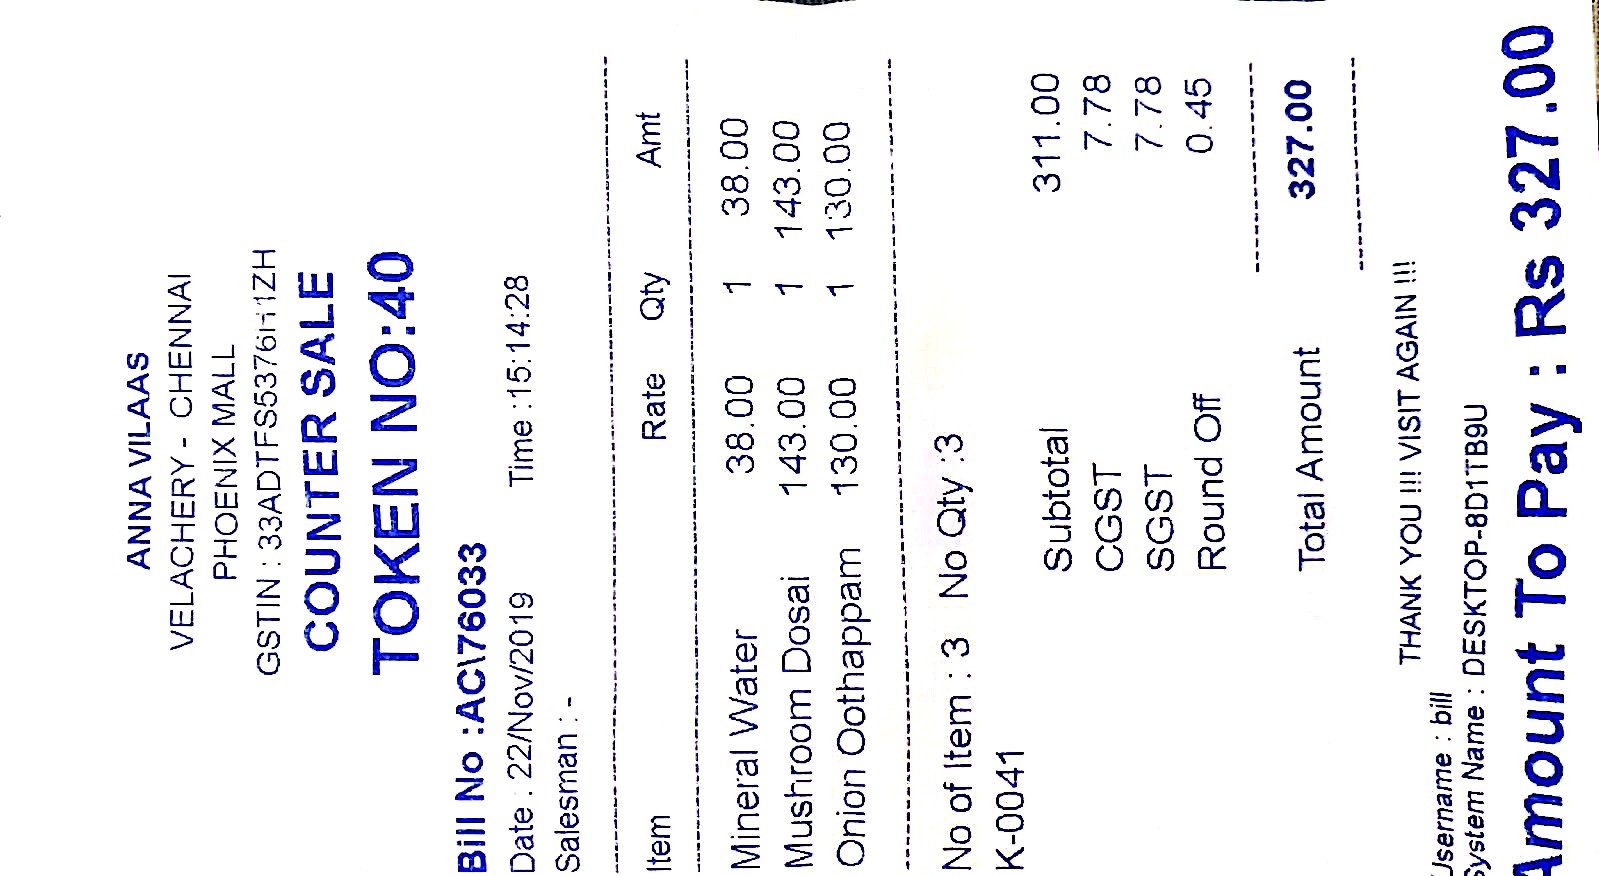 ANNA VILAAS
VELACHERY - CHENNAI
PHOENIX MALL
GSTIN : 33ADTFS5376H1ZH
COUNTER SALE
TOKEN NO:40
Bill No :AC\76033
Date : 22/Nov/2019 Time :15:14:28
Salesman : -
Item Rate Qty Amt
Mineral Water 38.00 1 38.00
Mushroom Dosai 143.00 1 143.00
Onion Oothappam 130.00 1 130.00
No of Item : 3 No Qty :3
K-0041
Subtotal 311.00
CGST 7.78
SGST 7.78
Round Off 0.45
Total Amount 327.00
THANK YOU !!! VISIT AGAIN !!!
Username : bill
System Name : DESKTOP-8D1TB9U
Amount To Pay : Rs 327.00